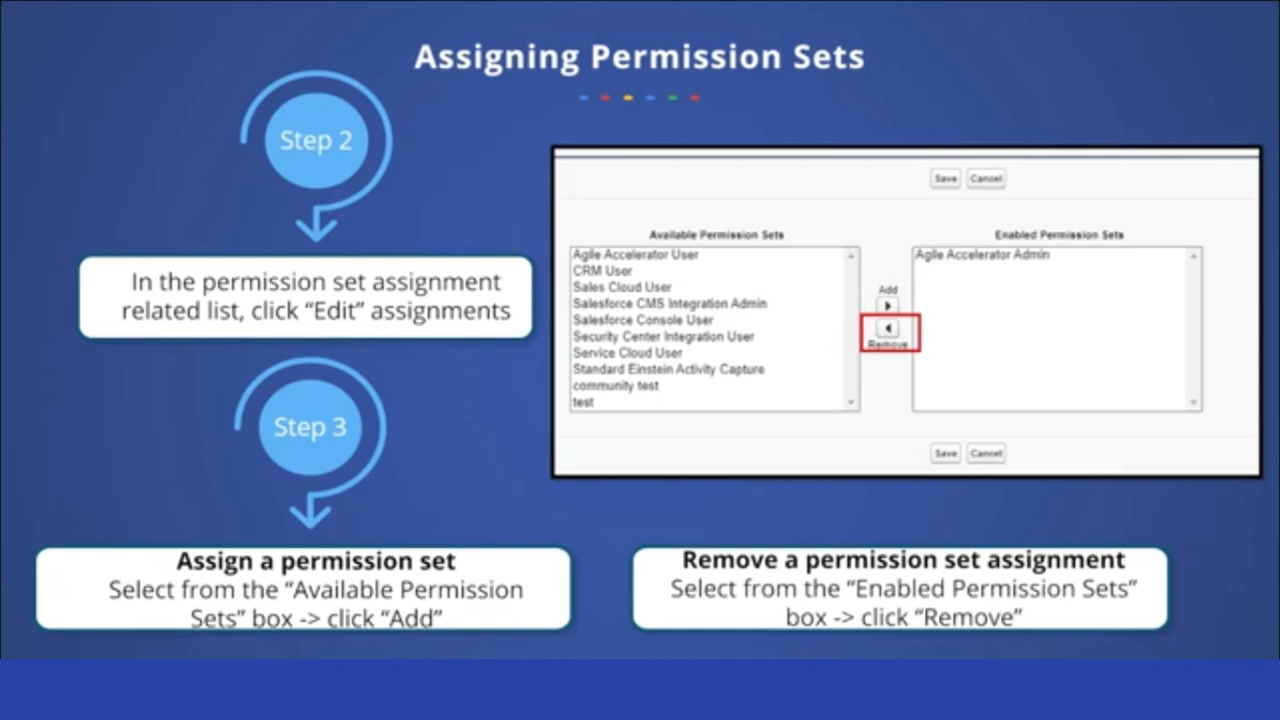 Assigning Permission Sets
Step 2
In the permission set assignment
related list, click “Edit” assignments
Step 3
Assign a permission set
Select from the “Available Permission
Sets” box -> click “Add”
Save Cancel
Available Permission Sets
Agile Accelerator User
CRM User
Sales Cloud User
Salesforce CMS Integration Admin
Salesforce Console User
Security Center Integration User
Service Cloud User
Standard Einstein Activity Capture
community test
test
Add
Remove
Enabled Permission Sets
Agile Accelerator Admin
Save Cancel
Remove a permission set assignment
Select from the “Enabled Permission Sets”
box -> click “Remove”